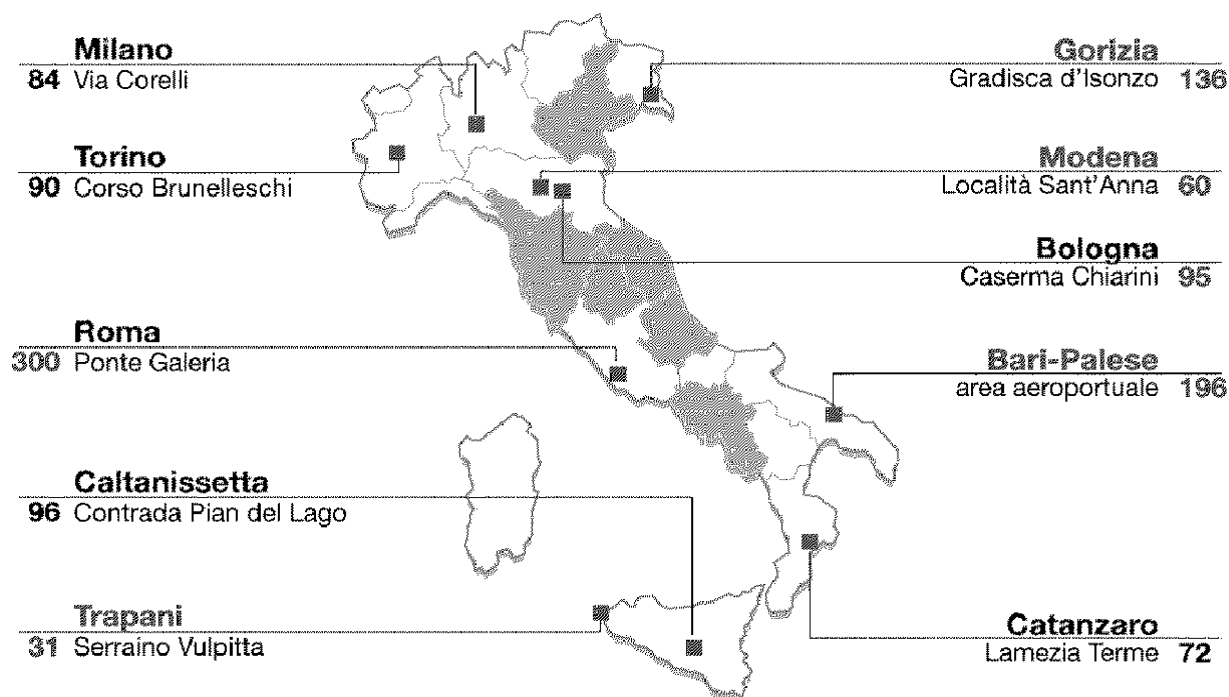 Milano
84 Via Corelli
Torino
90 Corso Brunelleschi
Roma
300 Ponte Galeria
Caltanissetta
96 Contrada Pian del Lago
Trapani
31 Serraino Vulpitta
Gorizia
Gradisca d'Isonzo 136
Modena
Località Sant'Anna 60
Bologna
Caserma Chiarini 95
Bari-Palese
area aeroportuale 196
Catanzaro
Lamezia Terme 72